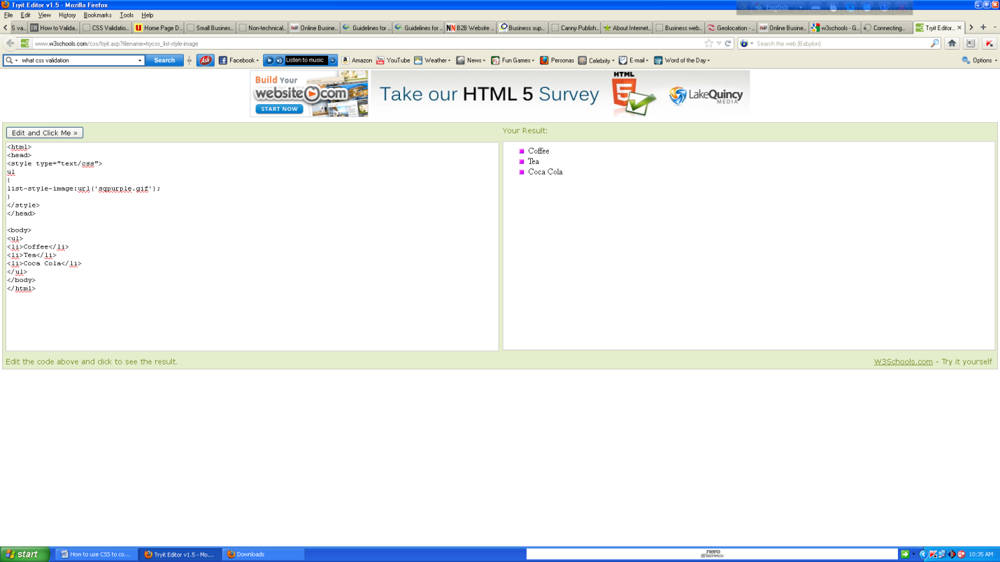 Tryit Editor v1.5 - Mozilla Firefox
English
File Edit View History Bookmarks Tools Help
S va.. How to Valida.. CSS Validatio.. Home Page D.. Small Busines.. Non-technical.. Online Busine.. Guidelines for .. Guidelines for .. B2B Website .. Business sup.. Canny Publish.. About Internet.. Business web.. Geolocation - .. Online Busine.. w3schools - G.. Connecting... Tryit Editor..
www.w3schools.com/css/tryit.asp?filename=trycss_list-style-image
Search the web (Babylon)
what css validation Search Ask Facebook Listen to music Amazon YouTube Weather News Fun Games Personas Celebrity E-mail Word of the Day Options
Build Your
website.com
START NOW
Take our HTML 5 Survey
HTML
5
LakeQuincy
MEDIA
Edit and Click Me »
<html>
<head>
<style type="text/css">
ul
{
list-style-image:url('sqpurple.gif');
}
</style>
</head>
<body>
<ul>
<li>Coffee</li>
<li>Tea</li>
<li>Coca Cola</li>
</ul>
</body>
</html>
Your Result:
Coffee
Tea
Coca Cola
Edit the code above and click to see the result.
W3Schools.com - Try it yourself
start How to use CSS to co... Tryit Editor v1.5 - Mo... Downloads nero SEARCH 10:35 AM